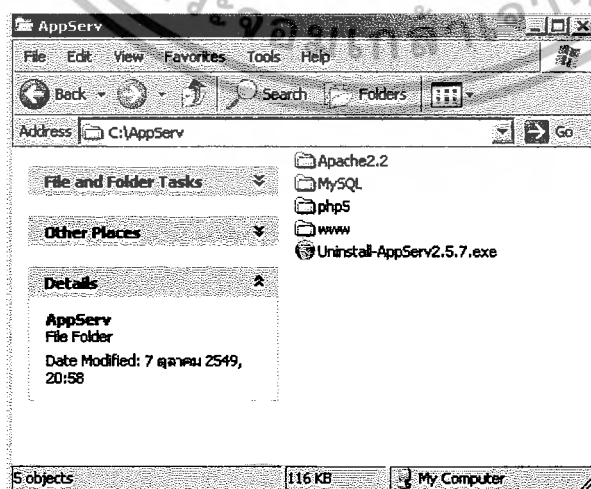 AppServ
File Edit View Favorites Tools Help
Back Search Folders
Address C:\AppServ Go
File and Folder Tasks
Other Places
Details
AppServ
File Folder
Date Modified: 7 ตุลาคม 2549,
20:58
Apache2.2
MySQL
php5
www
Uninstall-AppServ2.5.7.exe
5 objects 116 KB My Computer